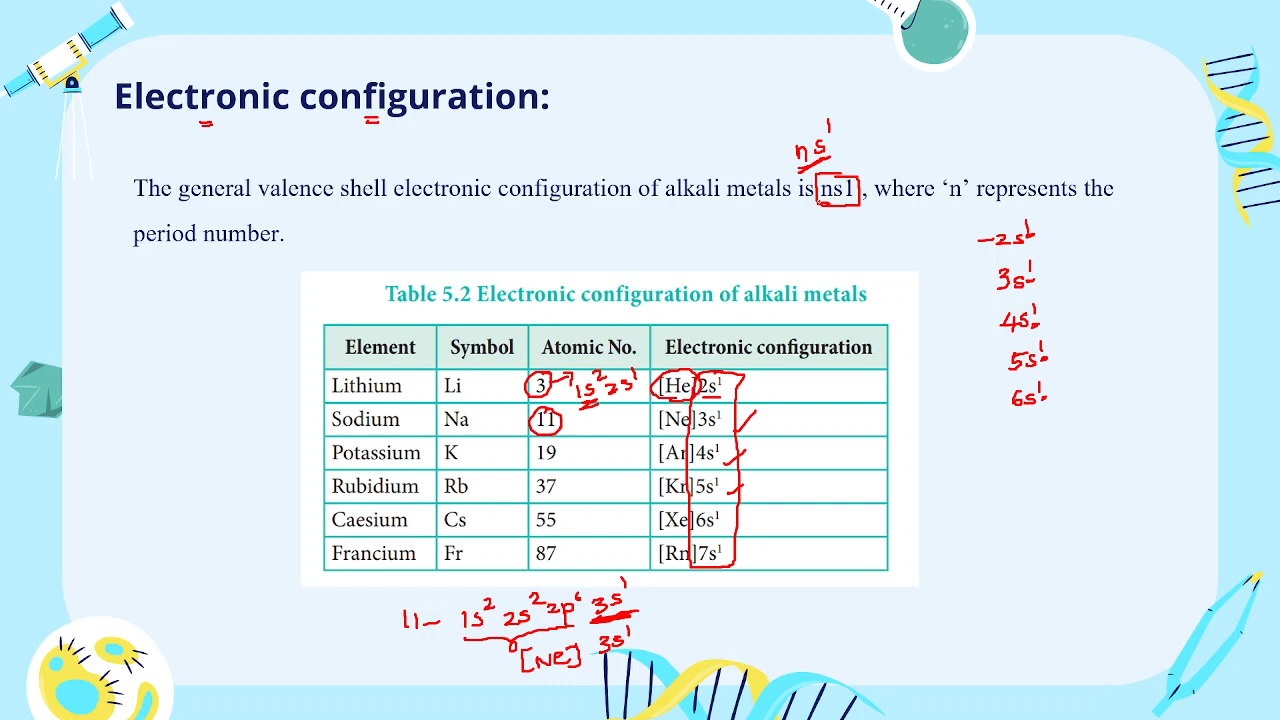 Electronic configuration:
ns¹
The general valence shell electronic configuration of alkali metals is ns1 , where ‘n’ represents the
period number.
-2s¹
3s¹
4s¹
5s¹
6s¹
Table 5.2 Electronic configuration of alkali metals
Element Symbol Atomic No. Electronic configuration
Lithium Li 3 → 1s² 2s¹ [He]2s¹
Sodium Na 11 [Ne]3s¹
Potassium K 19 [Ar]4s¹
Rubidium Rb 37 [Kr]5s¹
Caesium Cs 55 [Xe]6s¹
Francium Fr 87 [Rn]7s¹
11- 1s² 2s² 2p⁶ 3s¹
[Ne] 3s¹